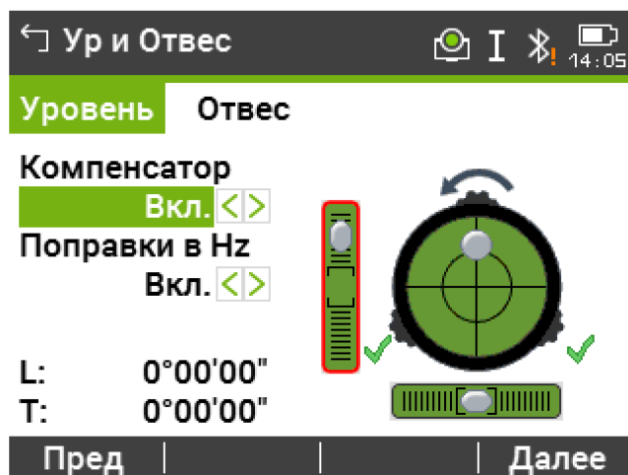 Ур и Отвес
I
14:05
Уровень Отвес
Компенсатор
Вкл.
Поправки в Hz
Вкл.
L: 0°00'00"
T: 0°00'00"
Пред Далее